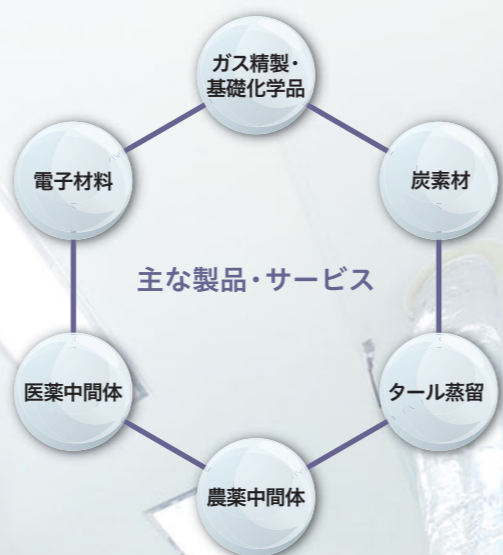 ガス精製・
基礎化学品
電子材料
炭素材
主な製品・サービス
医薬中間体
タール蒸留
農薬中間体